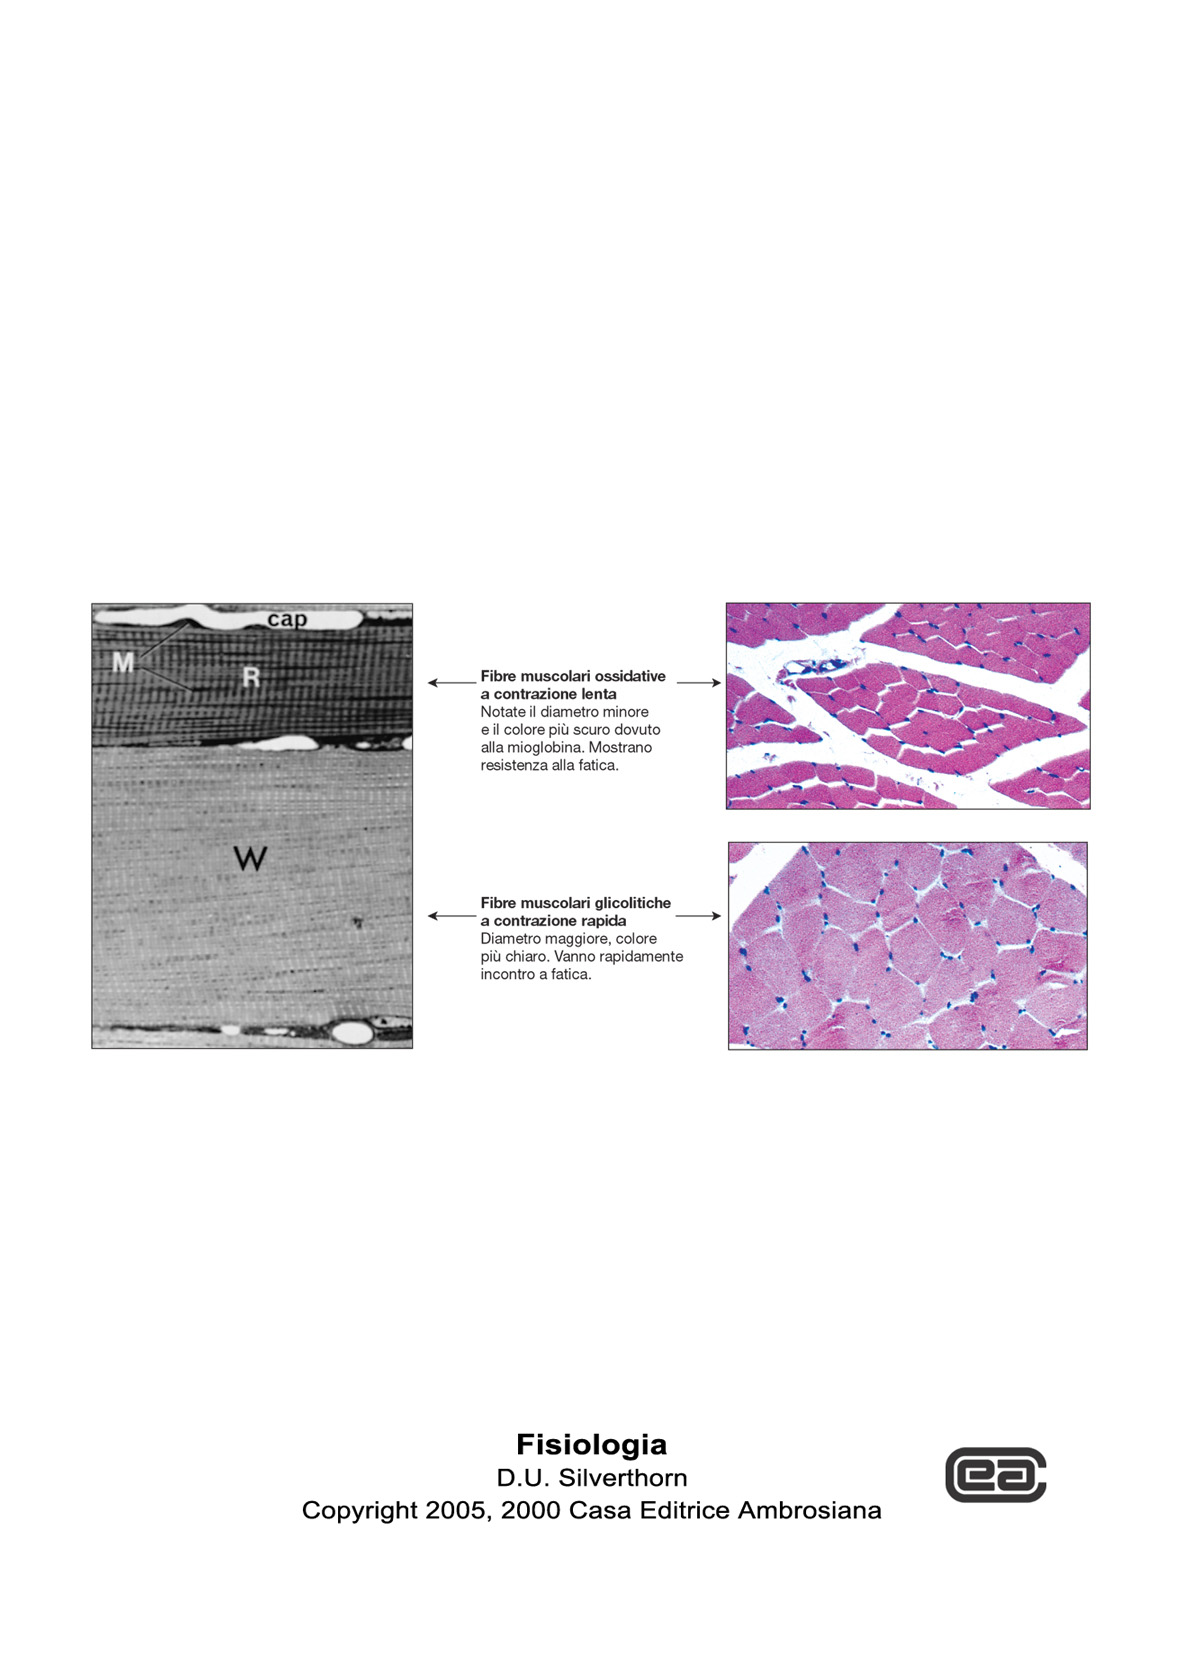 cap
M
R
W
Fibre muscolari ossidative
a contrazione lenta
Notate il diametro minore
e il colore più scuro dovuto
alla mioglobina. Mostrano
resistenza alla fatica.
Fibre muscolari glicolitiche
a contrazione rapida
Diametro maggiore, colore
più chiaro. Vanno rapidamente
incontro a fatica.
Fisiologia
D.U. Silverthorn
Copyright 2005, 2000 Casa Editrice Ambrosiana
cea